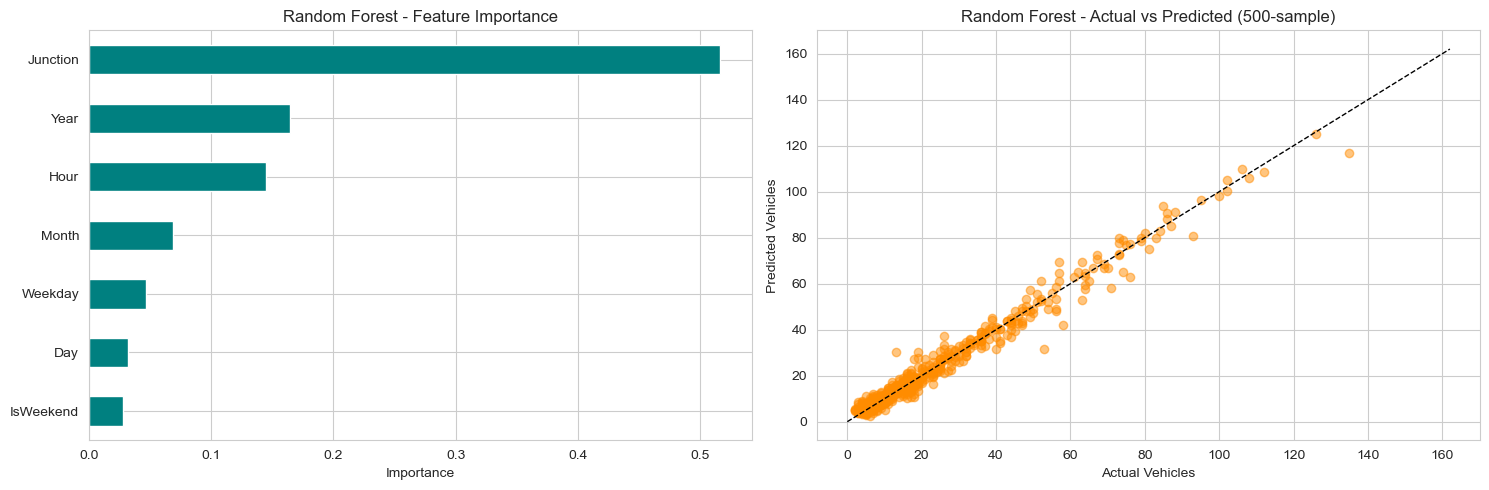 Random Forest - Feature Importance
Junction
Year
Hour
Month
Weekday
Day
IsWeekend
0.0 0.1 0.2 0.3 0.4 0.5
Importance
Random Forest - Actual vs Predicted (500-sample)
Predicted Vehicles
160
140
120
100
80
60
40
20
0
0 20 40 60 80 100 120 140 160
Actual Vehicles